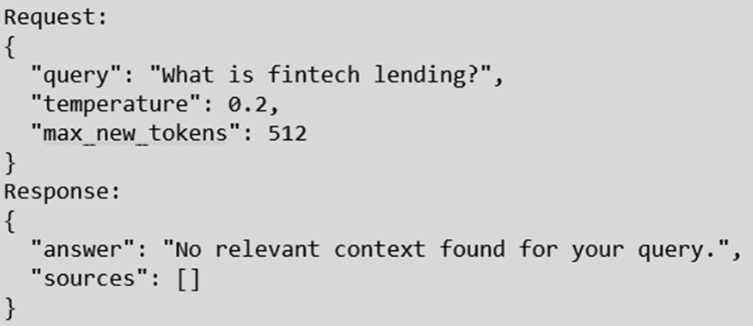 Request:
{
  "query": "What is fintech lending?",
  "temperature": 0.2,
  "max_new_tokens": 512
}
Response:
{
  "answer": "No relevant context found for your query.",
  "sources": []
}